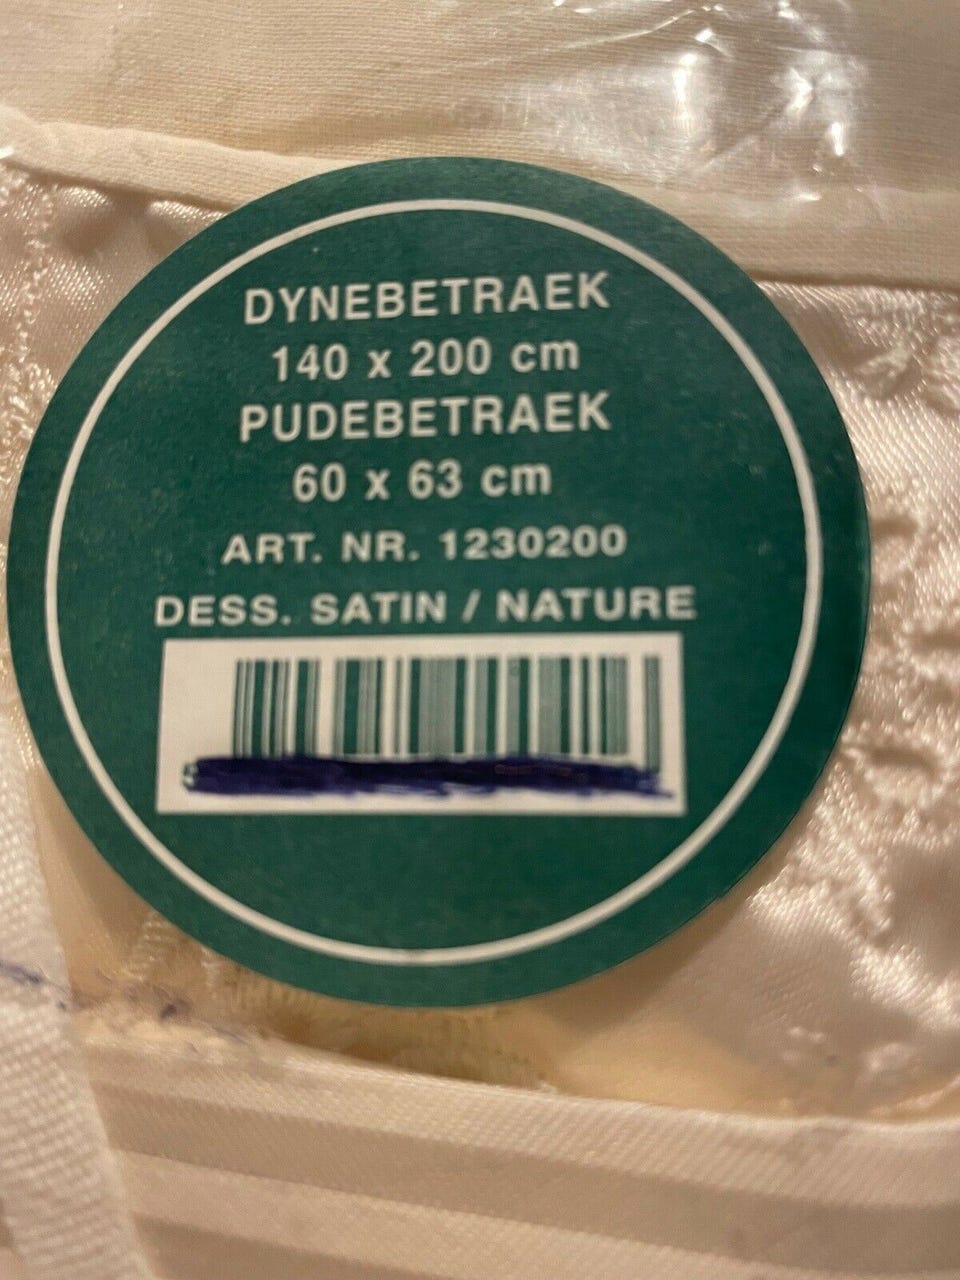 DYNEBETRAEK
140 x 200 cm
PUDEBETRAEK
60 x 63 cm
ART. NR. 1230200
DESS. SATIN / NATURE